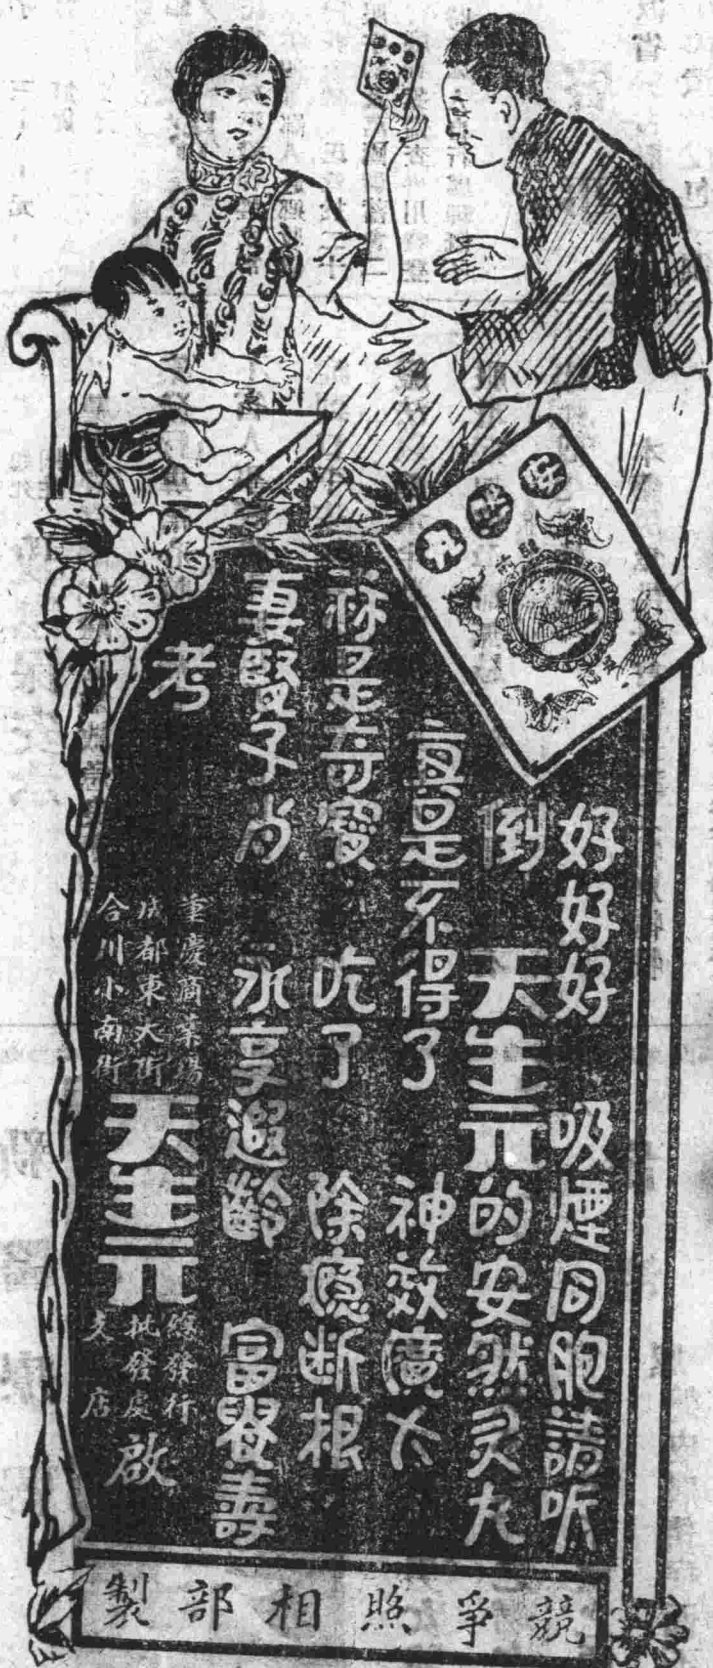 好好好 吸煙同胞請听
倒 天生元的安然灵丸
真是不得了 神效廣大
祢是奇寶 吃了 除癮断根
妻賢子肖 永享遐齡 富貴壽
考
重慶商業場
成都東大街
合川小南街
天生元
總發行
批發處
支店
啟
競爭照相部製